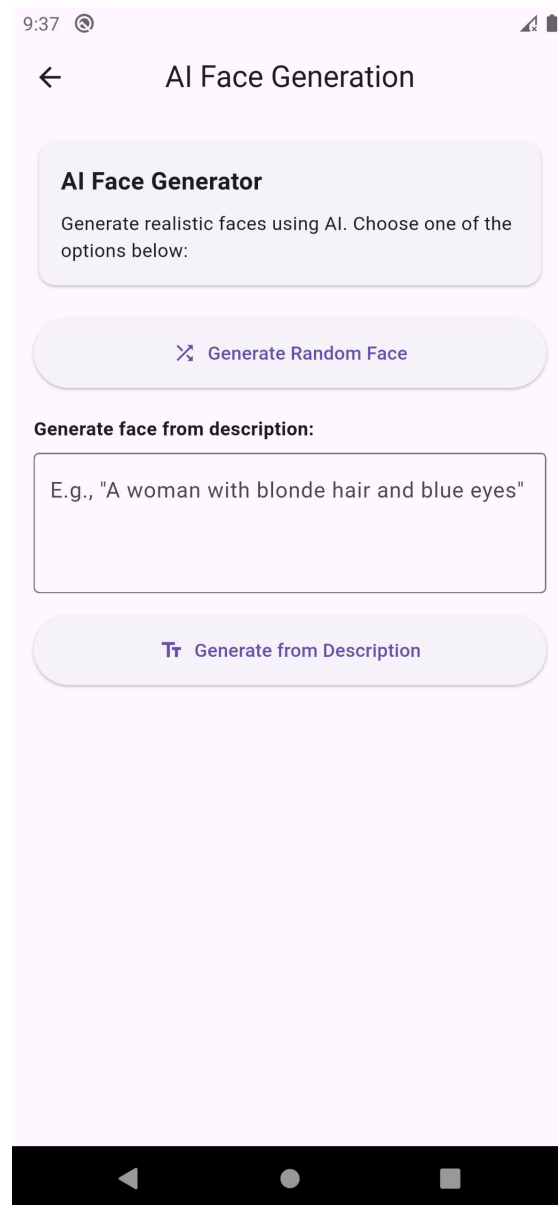 9:37
AI Face Generation
AI Face Generator
Generate realistic faces using AI. Choose one of the
options below:
Generate Random Face
Generate face from description:
E.g., "A woman with blonde hair and blue eyes"
Generate from Description